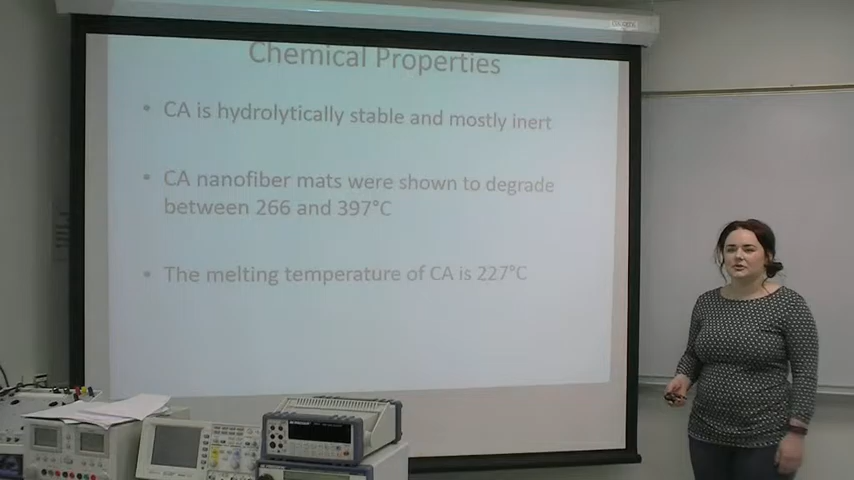 Chemical Properties
• CA is hydrolytically stable and mostly inert
• CA nanofiber mats were shown to degrade
between 266 and 397°C
• The melting temperature of CA is 227°C